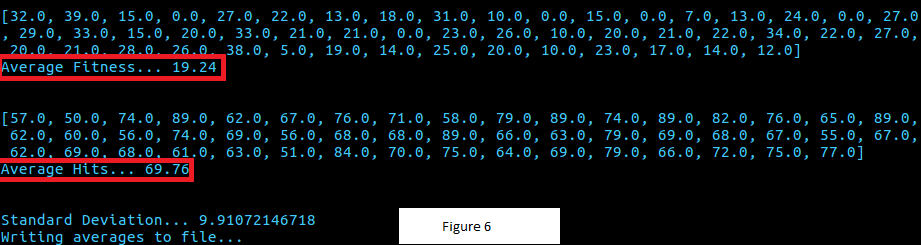 [32.0, 39.0, 15.0, 0.0, 27.0, 22.0, 13.0, 18.0, 31.0, 10.0, 0.0, 15.0, 0.0, 7.0, 13.0, 24.0, 0.0, 27.0
, 29.0, 33.0, 15.0, 20.0, 33.0, 21.0, 21.0, 0.0, 23.0, 26.0, 10.0, 20.0, 21.0, 22.0, 34.0, 22.0, 27.0,
20.0, 21.0, 28.0, 26.0, 38.0, 5.0, 19.0, 14.0, 25.0, 20.0, 10.0, 23.0, 17.0, 14.0, 12.0]
Average Fitness... 19.24
[57.0, 50.0, 74.0, 89.0, 62.0, 67.0, 76.0, 71.0, 58.0, 79.0, 89.0, 74.0, 89.0, 82.0, 76.0, 65.0, 89.0,
62.0, 60.0, 56.0, 74.0, 69.0, 56.0, 68.0, 68.0, 89.0, 66.0, 63.0, 79.0, 69.0, 68.0, 67.0, 55.0, 67.0,
62.0, 69.0, 68.0, 61.0, 63.0, 51.0, 84.0, 70.0, 75.0, 64.0, 69.0, 79.0, 66.0, 72.0, 75.0, 77.0]
Average Hits... 69.76
Standard Deviation... 9.91072146718
Writing averages to file...
Figure 6